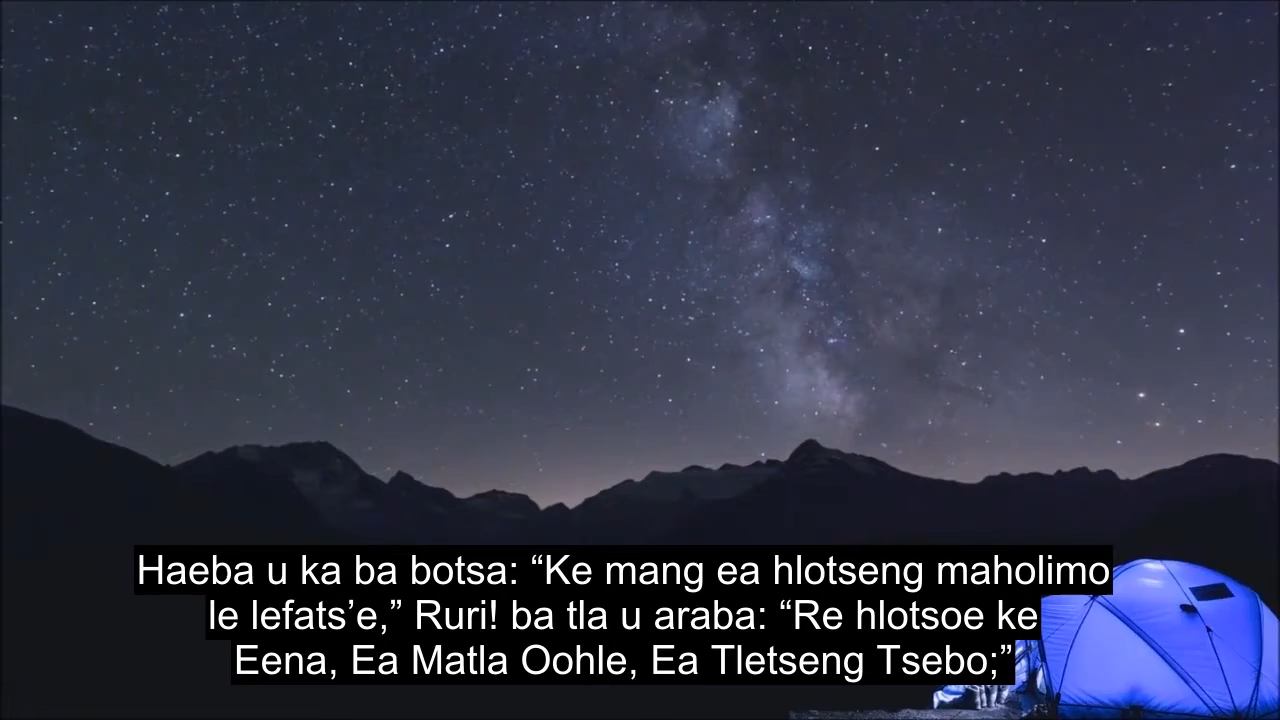 Haeba u ka ba botsa: “Ke mang ea hlotseng maholimo
le lefats’e,” Ruri! ba tla u araba: “Re hlotsoe ke
Eena, Ea Matla Oohle, Ea Tletseng Tsebo;”